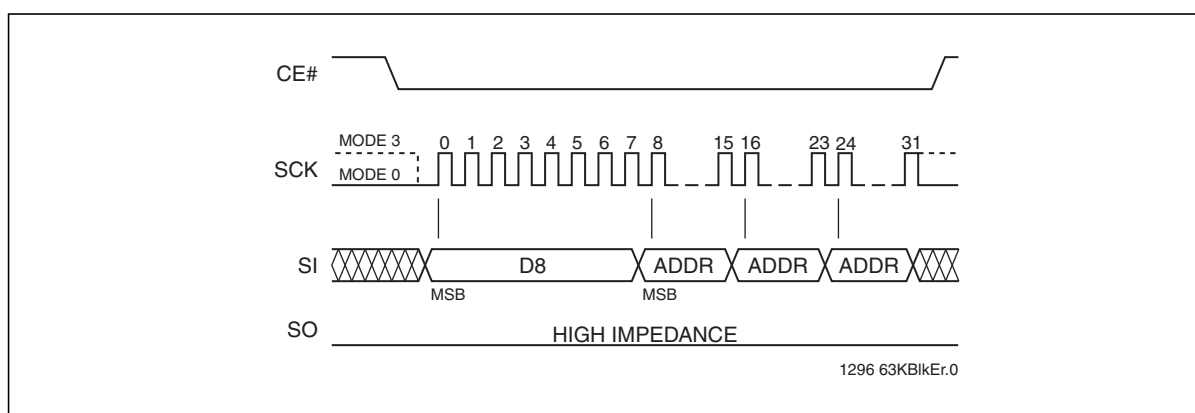 CE#
MODE 3
0 1 2 3 4 5 6 7 8 15 16 23 24 31
SCK
MODE 0
SI D8 ADDR ADDR ADDR
MSB MSB
SO HIGH IMPEDANCE
1296 63KBlkEr.0